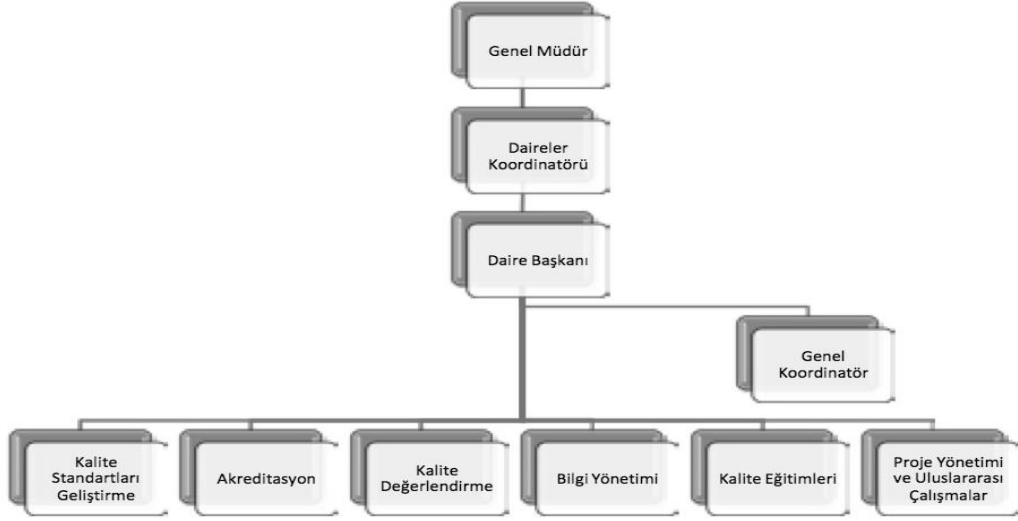 Genel Müdür
Daireler
Koordinatörü
Daire Başkanı
Genel
Koordinatör
Kalite
Standartları
Geliştirme
Akreditasyon
Kalite
Değerlendirme
Bilgi Yönetimi
Kalite Eğitimleri
Proje Yönetimi
ve Uluslararası
Çalışmalar